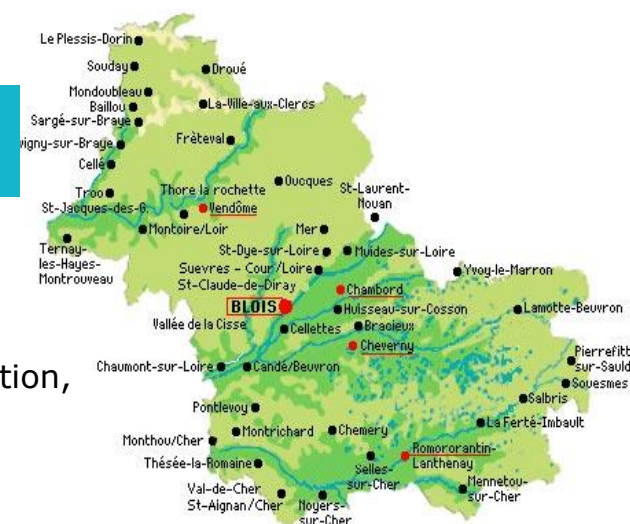 Le Plessis-Dorin
Souday
Droué
Mondoubleau
Baillou
La-Ville-aux-Clercs
Sargé-sur-Braye
vigny-sur-Braye
Frèteval
Cellé
Oucques
Troo
Thore la rochette
St-Laurent-
Nouan
St-Jacques-des-G.
Vendôme
Montoire/Loir
Mer
Ternay-
les-Hayes-
Montrouveau
St-Dye-sur-Loire
Muides-sur-Loire
Suevres - Cour/Loire
Yvoy-le-Marron
St-Claude-de-Diray
Chambord
BLOIS
Huisseau-sur-Cosson
Lamotte-Beuvron
Vallée de la Cisse
Cellettes
Bracieux
Cheverny
Pierrefitt
sur-Sauld
Chaumont-sur-Loire
Candé/Beuvron
Souesmes
tion,
Salbris
Pontlevoy
La Ferté-Imbault
Montrichard
Chemery
Monthou/Cher
Romororantin-
Lanthenay
Thésée-la-Romaine
Selles-
sur-Cher
Mennetou-
sur-Cher
Val-de-Cher
St-Aignan/Cher
Noyers-
sur-Cher